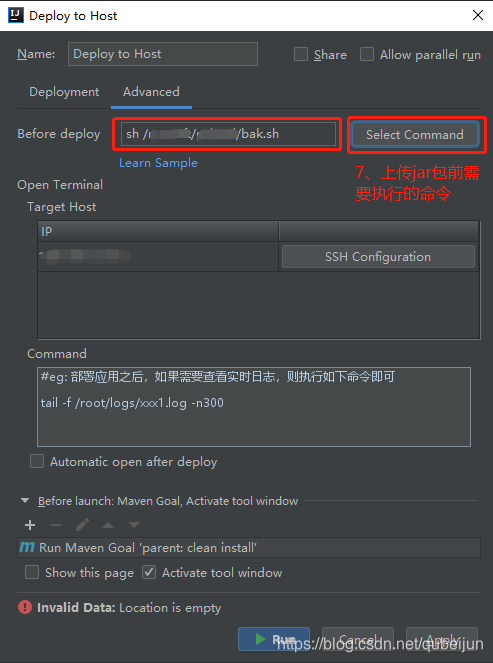 Deploy to Host
Name: Deploy to Host Share Allow parallel run
Deployment Advanced
Before deploy sh / /bak.sh Select Command
Learn Sample
7、上传jar包前需
要执行的命令
Open Terminal
Target Host
IP
SSH Configuration
Command
#eg: 部署应用之后，如果需要查看实时日志，则执行如下命令即可
tail -f /root/logs/xxx1.log -n300
Automatic open after deploy
Before launch: Maven Goal, Activate tool window
Run Maven Goal 'parent: clean install'
Show this page Activate tool window
Invalid Data: Location is empty
Run Cancel Apply
https://blog.csdn.net/qubeijun